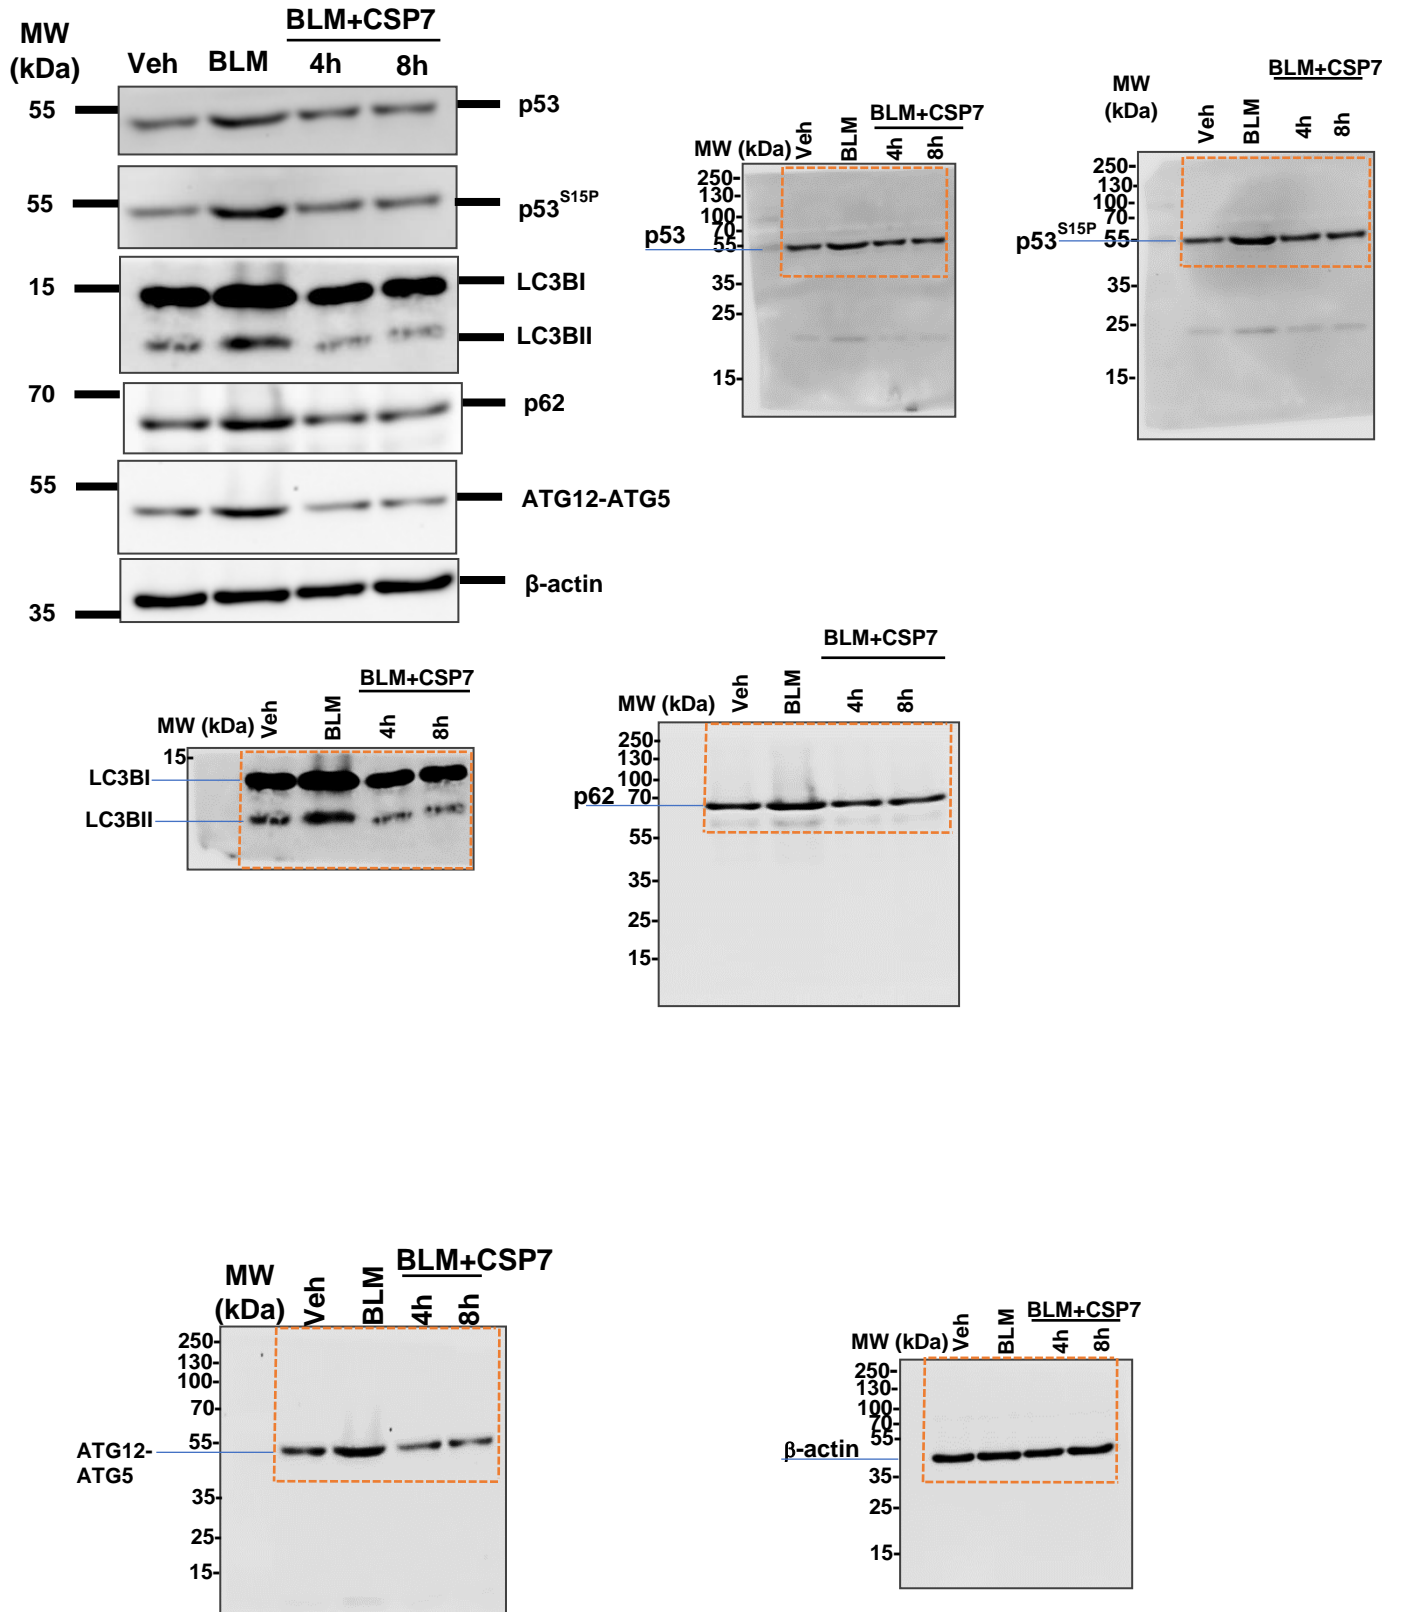 MW
(kDa)
BLM+CSP7
Veh BLM 4h 8h
55 p53
55 p53S15P
15 LC3BI
LC3BII
70 p62
55 ATG12-ATG5
β-actin
35
BLM+CSP7
MW (kDa) Veh BLM 4h 8h
250-
130-
100-
70-
p53 55-
35-
25-
15-
BLM+CSP7
MW
(kDa)
Veh BLM 4h 8h
250-
130-
100-
70-
p53S15P 55-
35-
25-
15-
BLM+CSP7
MW (kDa) Veh BLM 4h 8h
15-
LC3BI
LC3BII
BLM+CSP7
MW (kDa) Veh BLM 4h 8h
250-
130-
100-
p62 70-
55-
35-
25-
15-
BLM+CSP7
MW
(kDa) Veh BLM 4h 8h
250-
130-
100-
70-
55-
ATG12-
ATG5
35-
25-
15-
BLM+CSP7
MW (kDa) Veh BLM 4h 8h
250-
130-
100-
70-
55-
β-actin
35-
25-
15-